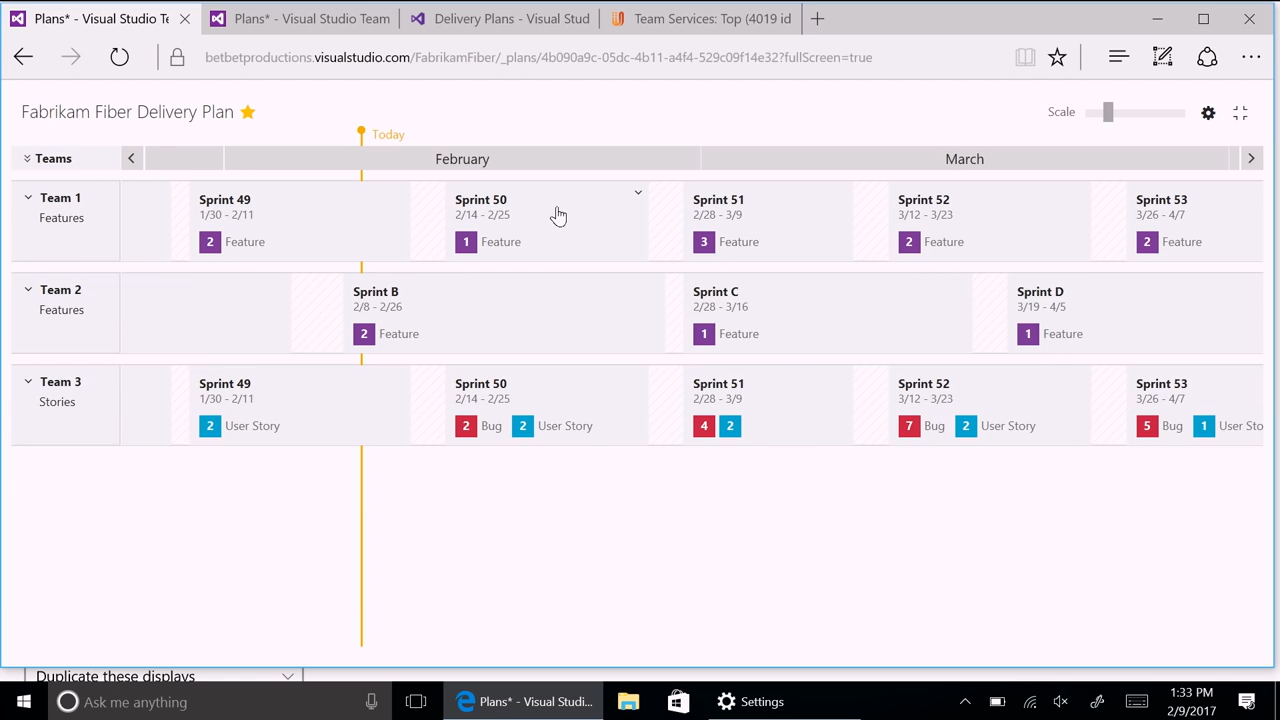 Plans* - Visual Studio Te
Plans* - Visual Studio Team
Delivery Plans - Visual Stud
Team Services: Top (4019 id
betbetproductions.visualstudio.com/FabrikamFiber/_plans/4b090a9c-05dc-4b11-a4f4-529c09f14e32?fullScreen=true
Fabrikam Fiber Delivery Plan
Scale
Today
Teams
February
March
Team 1
Features
Sprint 49
1/30 - 2/11
2 Feature
Sprint 50
2/14 - 2/25
1 Feature
Sprint 51
2/28 - 3/9
3 Feature
Sprint 52
3/12 - 3/23
2 Feature
Sprint 53
3/26 - 4/7
2 Feature
Team 2
Features
Sprint B
2/8 - 2/26
2 Feature
Sprint C
2/28 - 3/16
1 Feature
Sprint D
3/19 - 4/5
1 Feature
Team 3
Stories
Sprint 49
1/30 - 2/11
2 User Story
Sprint 50
2/14 - 2/25
2 Bug 2 User Story
Sprint 51
2/28 - 3/9
4 2
Sprint 52
3/12 - 3/23
7 Bug 2 User Story
Sprint 53
3/26 - 4/7
5 Bug 1 User Sto
Duplicate these displays
Ask me anything
Plans* - Visual Studi...
Settings
1:33 PM
2/9/2017